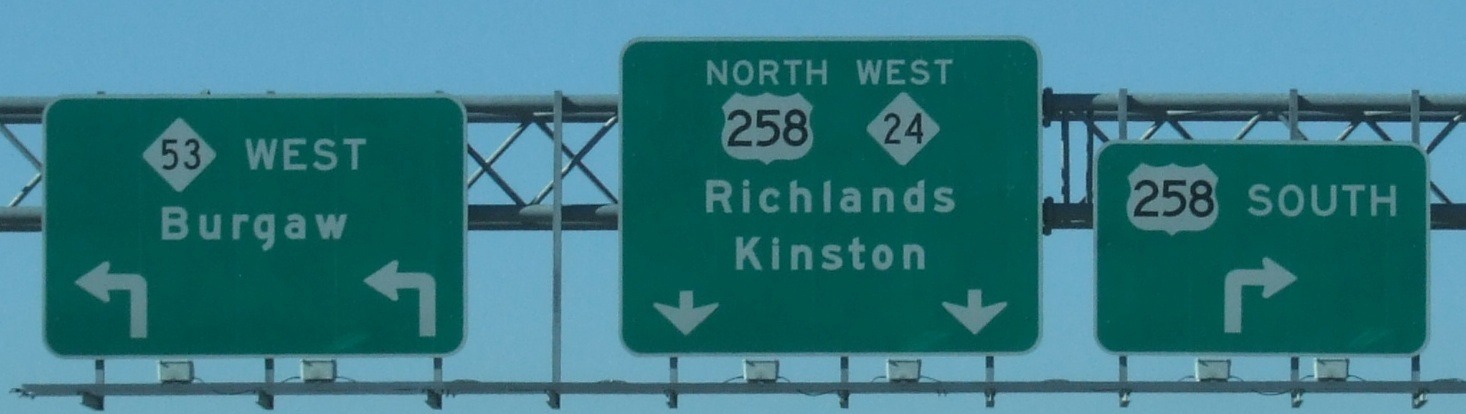 53 WEST
Burgaw
NORTH WEST
258 24
Richlands
Kinston
258 SOUTH